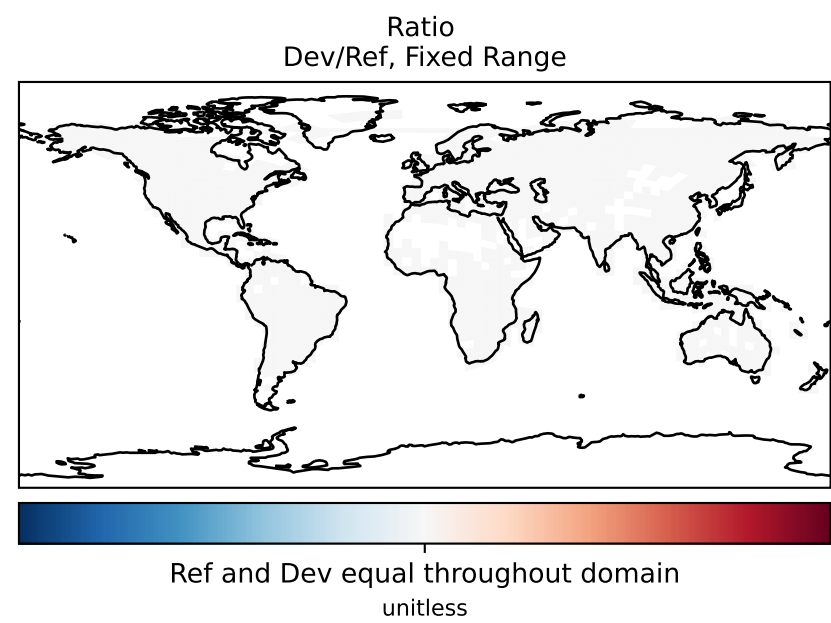 Ratio
Dev/Ref, Fixed Range
Ref and Dev equal throughout domain
unitless